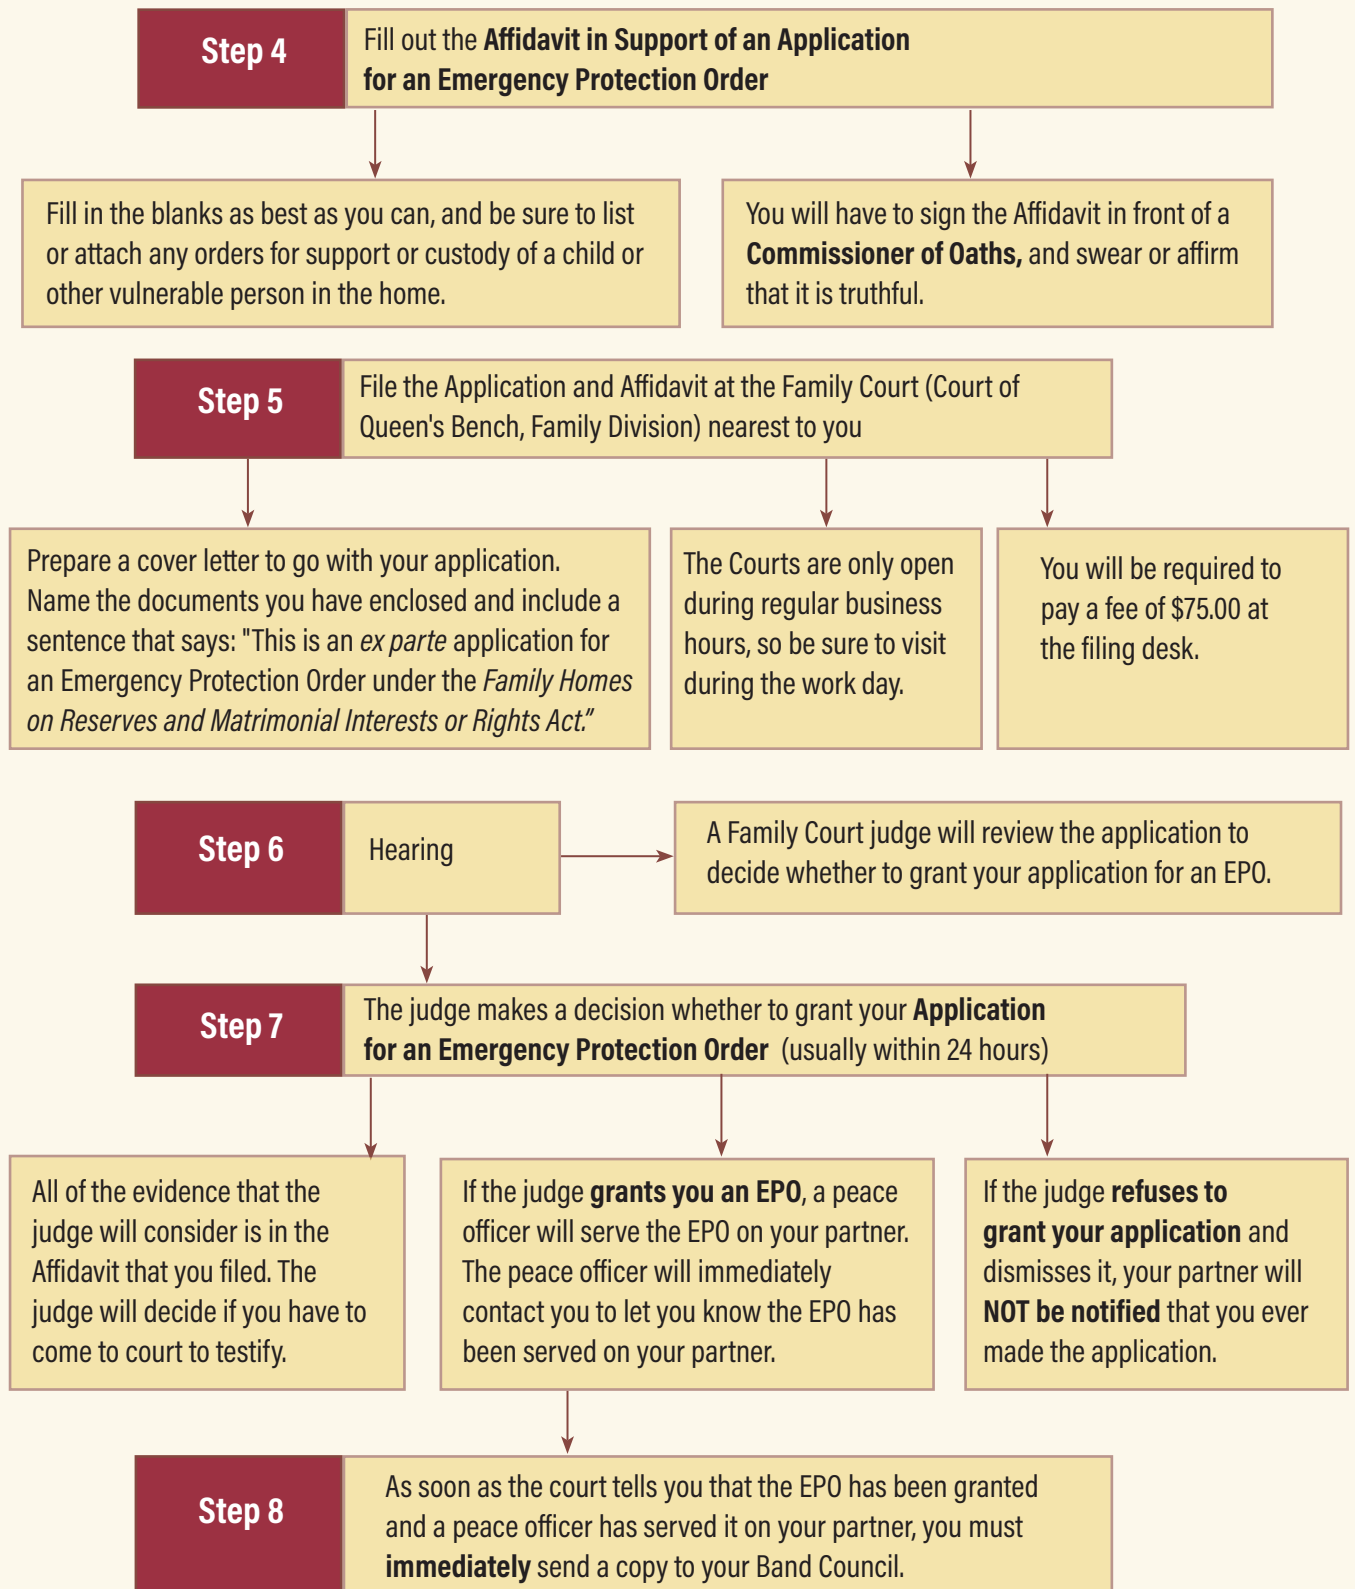 Step 4
Fill out the Affidavit in Support of an Application
for an Emergency Protection Order
Fill in the blanks as best as you can, and be sure to list
or attach any orders for support or custody of a child or
other vulnerable person in the home.
You will have to sign the Affidavit in front of a
Commissioner of Oaths, and swear or affirm
that it is truthful.
Step 5
File the Application and Affidavit at the Family Court (Court of
Queen's Bench, Family Division) nearest to you
Prepare a cover letter to go with your application.
Name the documents you have enclosed and include a
sentence that says: "This is an ex parte application for
an Emergency Protection Order under the Family Homes
on Reserves and Matrimonial Interests or Rights Act."
The Courts are only open
during regular business
hours, so be sure to visit
during the work day.
You will be required to
pay a fee of $75.00 at
the filing desk.
Step 6
Hearing
A Family Court judge will review the application to
decide whether to grant your application for an EPO.
Step 7
The judge makes a decision whether to grant your Application
for an Emergency Protection Order (usually within 24 hours)
All of the evidence that the
judge will consider is in the
Affidavit that you filed. The
judge will decide if you have to
come to court to testify.
If the judge grants you an EPO, a peace
officer will serve the EPO on your partner.
The peace officer will immediately
contact you to let you know the EPO has
been served on your partner.
If the judge refuses to
grant your application and
dismisses it, your partner will
NOT be notified that you ever
made the application.
Step 8
As soon as the court tells you that the EPO has been granted
and a peace officer has served it on your partner, you must
immediately send a copy to your Band Council.